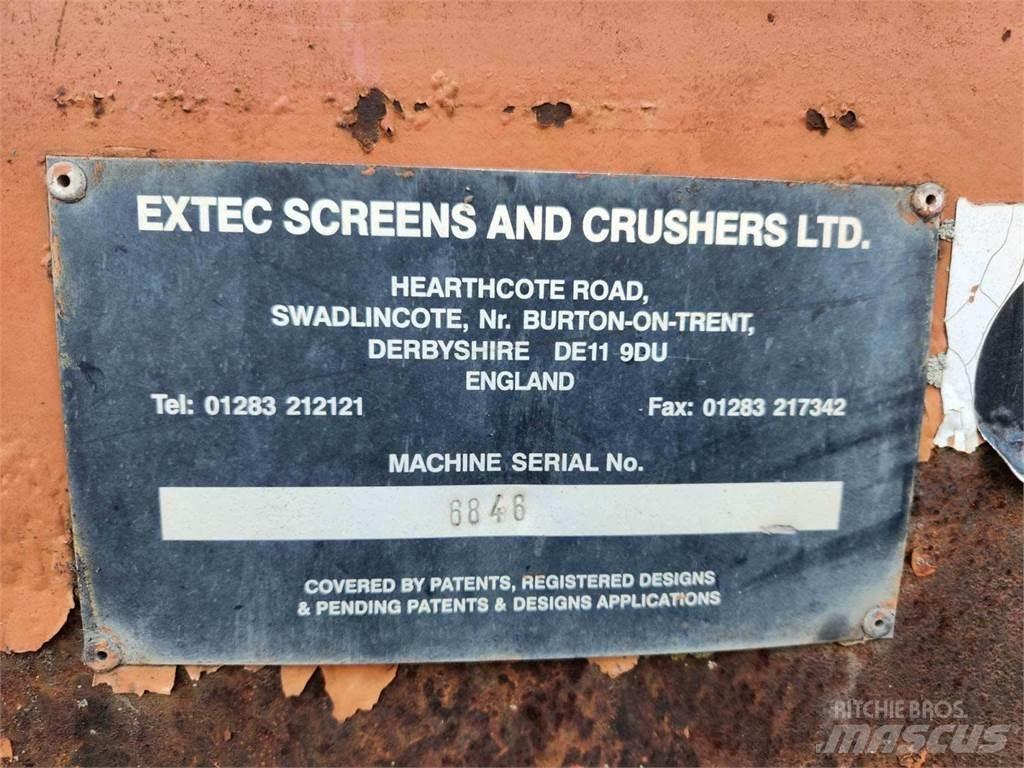 EXTEC SCREENS AND CRUSHERS LTD.
HEARTHCOTE ROAD,
SWADLINCOTE, Nr. BURTON-ON-TRENT,
DERBYSHIRE DE11 9DU
ENGLAND
Tel: 01283 212121 Fax: 01283 217342
MACHINE SERIAL No.
6846
COVERED BY PATENTS, REGISTERED DESIGNS
& PENDING PATENTS & DESIGNS APPLICATIONS
RITCHIE BROS.
MASCUS